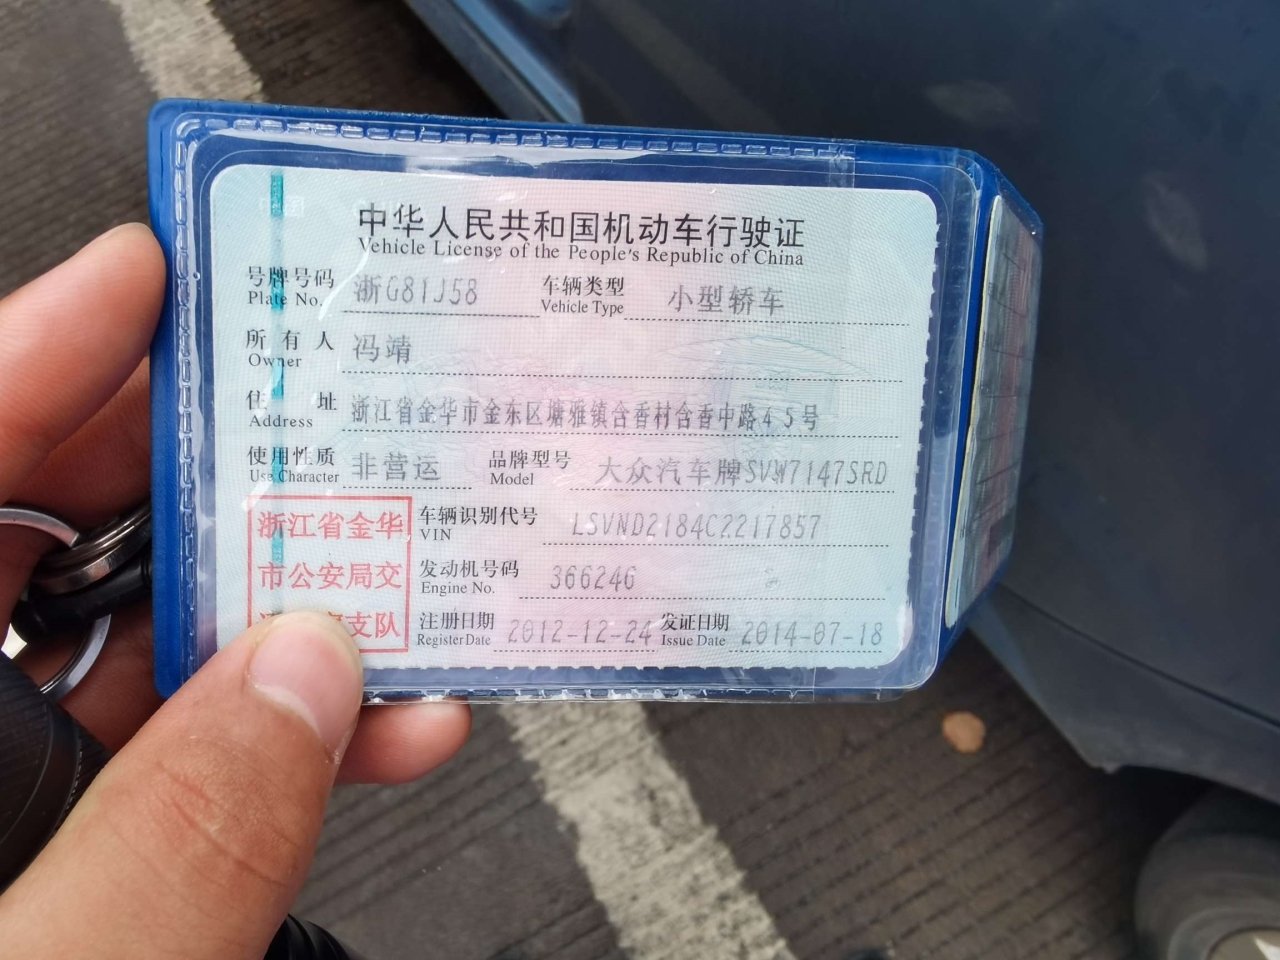 中华人民共和国机动车行驶证
Vehicle License of the People's Republic of China
号牌号码 浙G81J58 车辆类型 小型轿车
Plate No. Vehicle Type
所有人 冯靖
Owner
住址 浙江省金华市金东区塘雅镇含香村含香中路45号
Address
使用性质 非营运 品牌型号 大众汽车牌SVW7147SRD
Use Character Model
浙江省金华 车辆识别代号 LSVND2184C2217857
VIN
市公安局交 发动机号码 366246
Engine No.
支队 注册日期 2012-12-24 发证日期 2014-07-18
Register Date Issue Date